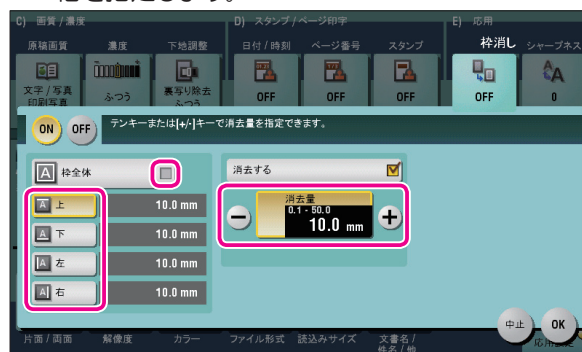 C) 画質 / 濃度
D) スタンプ / ページ印字
E) 応用
原稿画質
濃度
下地調整
日付 / 時刻
ページ番号
スタンプ
枠消し
シャープネス
文字 / 写真
印刷写真
ふつう
裏写り除去
ふつう
OFF
OFF
OFF
OFF
0
ON
OFF
テンキーまたは[+/-]キーで消去量を指定できます。
A 枠全体
消去する
A 上
10.0 mm
消去量
0.1 - 50.0
10.0 mm
A 下
10.0 mm
A 左
10.0 mm
A 右
10.0 mm
中止
OK
片面 / 両面
解像度
カラー
ファイル形式
読込みサイズ
文書名 /
件名 / 他